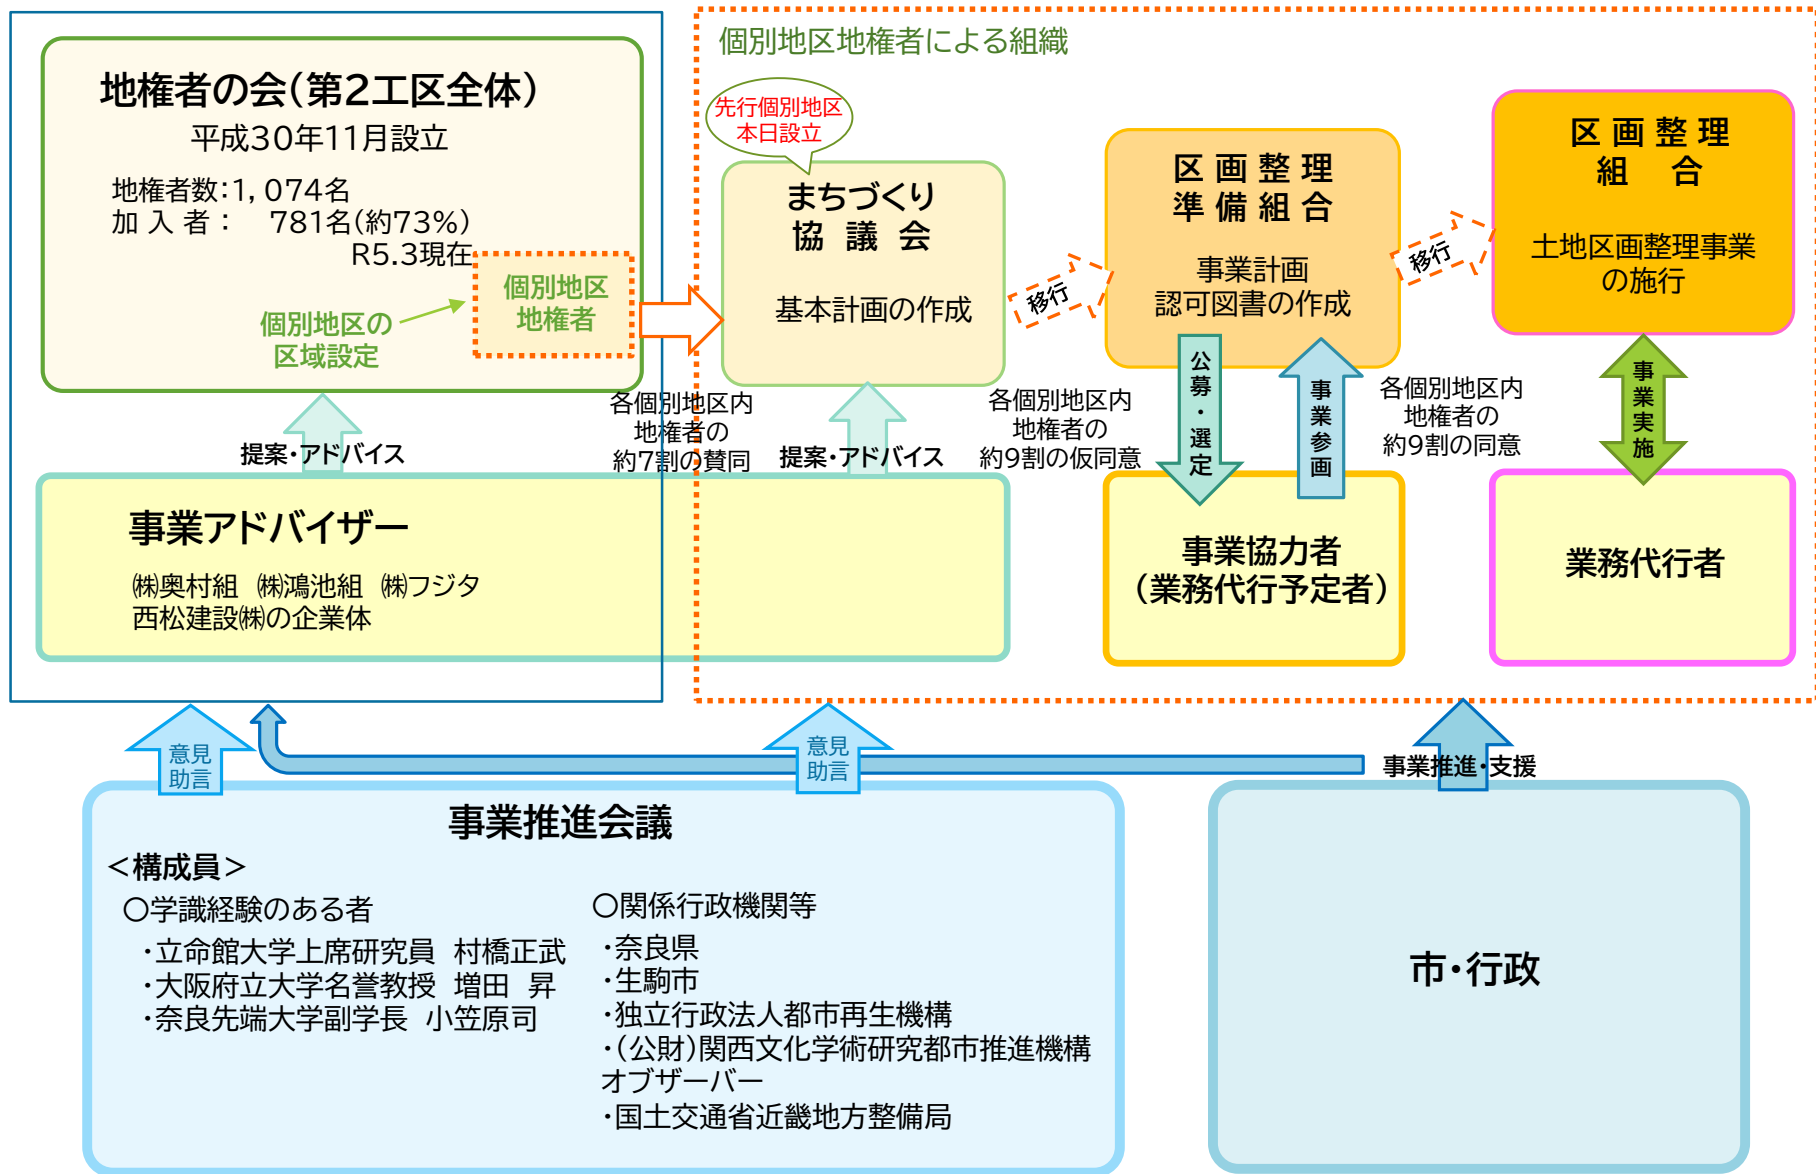 個別地区地権者による組織
地権者の会(第2工区全体)
平成30年11月設立
地権者数:1,074名
加 入 者 : 781名(約73%)
R5.3現在
個別地区
地権者
個別地区の
区域設定
先行個別地区
本日設立
まちづくり
協 議 会
基本計画の作成
移行
区 画 整 理
準 備 組 合
事業計画
認可図書の作成
移行
区 画 整 理
組 合
土地区画整理事業
の施行
提案・アドバイス
各個別地区内
地権者の
約7割の賛同
提案・アドバイス
各個別地区内
地権者の
約9割の仮同意
公募・選定
事業参画
各個別地区内
地権者の
約9割の同意
事業実施
事業アドバイザー
㈱奥村組 ㈱鴻池組 ㈱フジタ
西松建設㈱の企業体
事業協力者
(業務代行予定者)
業務代行者
意見
助言
意見
助言
事業推進・支援
事業推進会議
<構成員>
〇学識経験のある者
・立命館大学上席研究員 村橋正武
・大阪府立大学名誉教授 増田 昇
・奈良先端大学副学長 小笠原司
〇関係行政機関等
・奈良県
・生駒市
・独立行政法人都市再生機構
・(公財)関西文化学術研究都市推進機構
オブザーバー
・国土交通省近畿地方整備局
市・行政